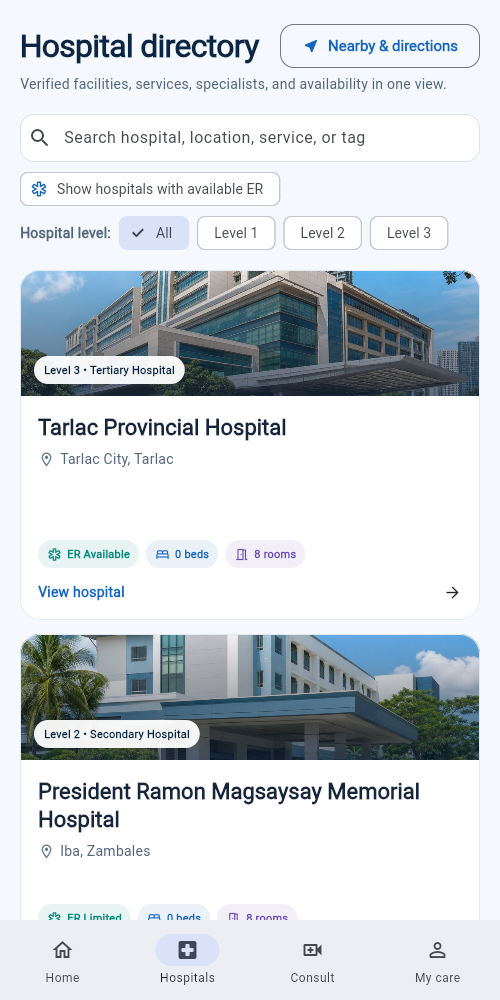 Hospital directory
Nearby & directions
Verified facilities, services, specialists, and availability in one view.
Search hospital, location, service, or tag
Show hospitals with available ER
Hospital level:
All
Level 1
Level 2
Level 3
Level 3 • Tertiary Hospital
Tarlac Provincial Hospital
Tarlac City, Tarlac
ER Available
0 beds
8 rooms
View hospital
Level 2 • Secondary Hospital
President Ramon Magsaysay Memorial
Hospital
Iba, Zambales
ER Limited
0 beds
8 rooms
Home
Hospitals
Consult
My care